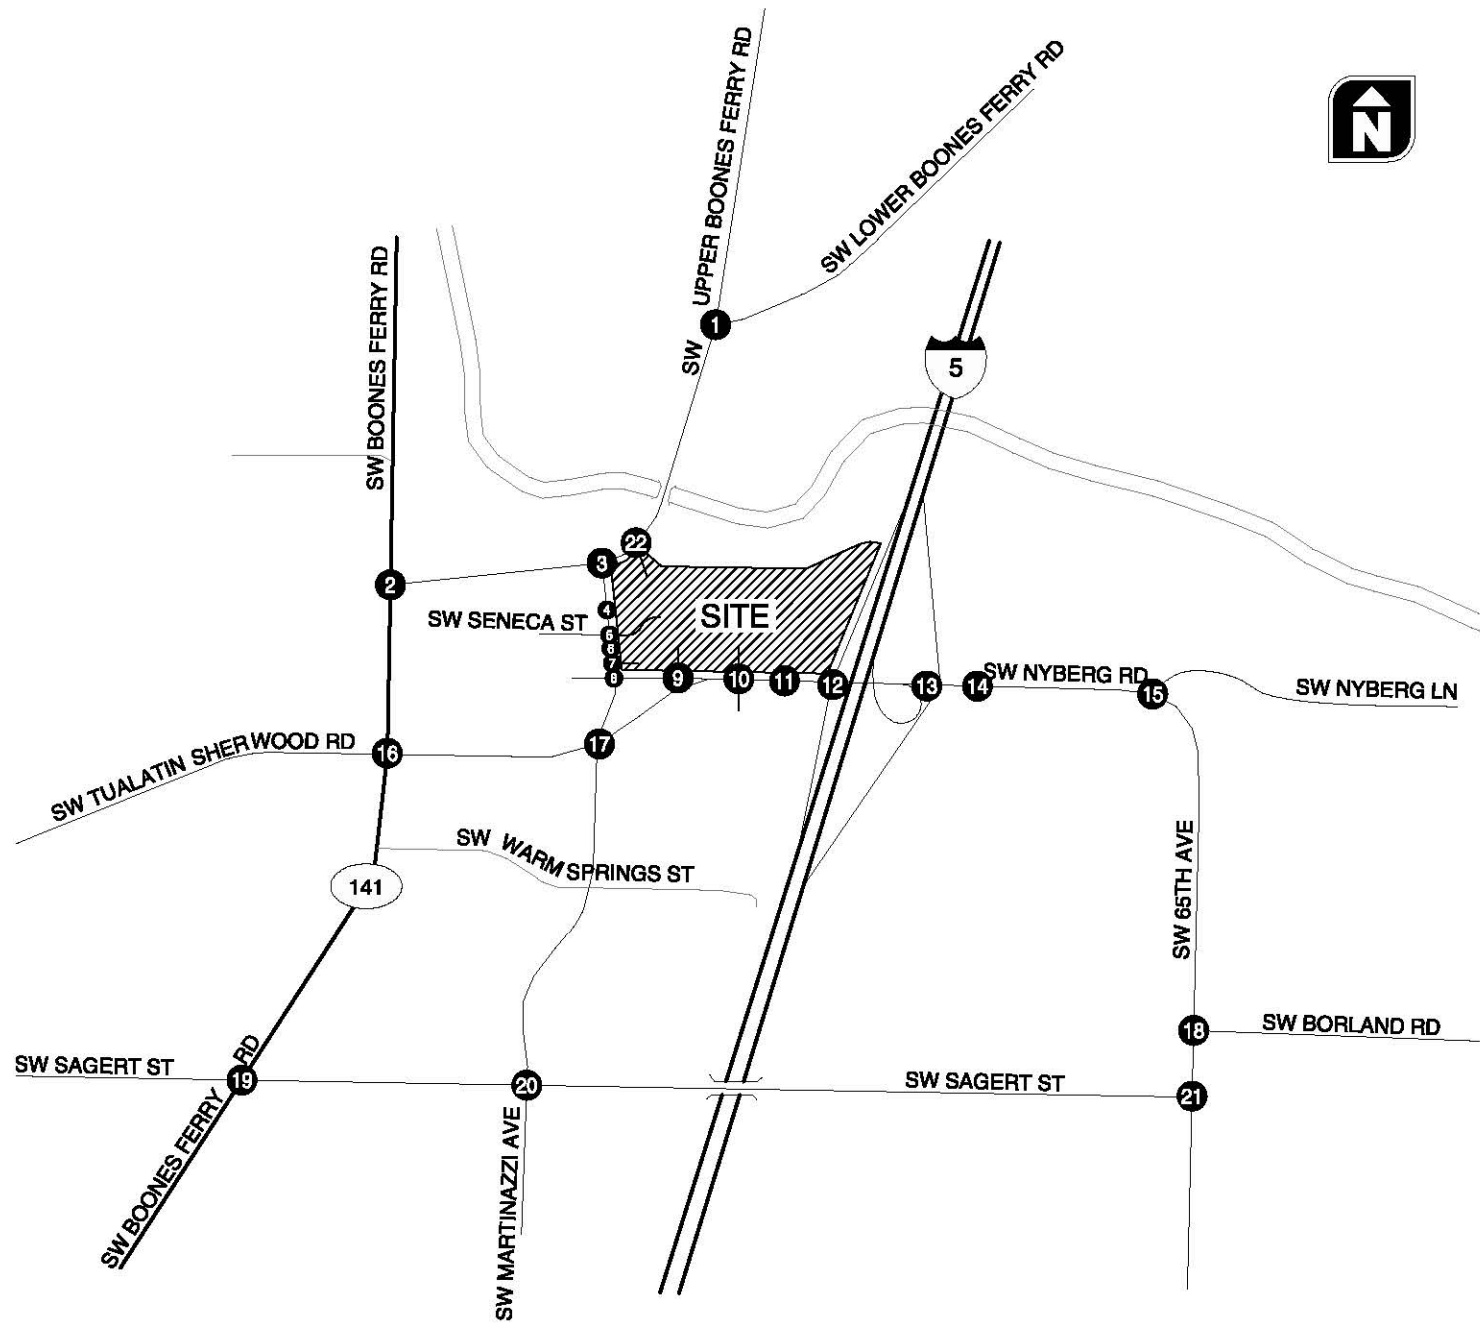 SW UPPER BOONES FERRY RD
SW LOWER BOONES FERRY RD
N
SW BOONES FERRY RD
1
5
22
3
2
4
SW SENECA ST
SITE
6
7
8
9
10
11
12
13
14
SW NYBERG RD
15
SW NYBERG LN
SW TUALATIN SHERWOOD RD
16
17
SW WARM SPRINGS ST
141
SW 65TH AVE
18
SW BORLAND RD
SW SAGERT ST
19
20
SW SAGERT ST
21
SW BOONES FERRY RD
SW MARTINAZZI AVE